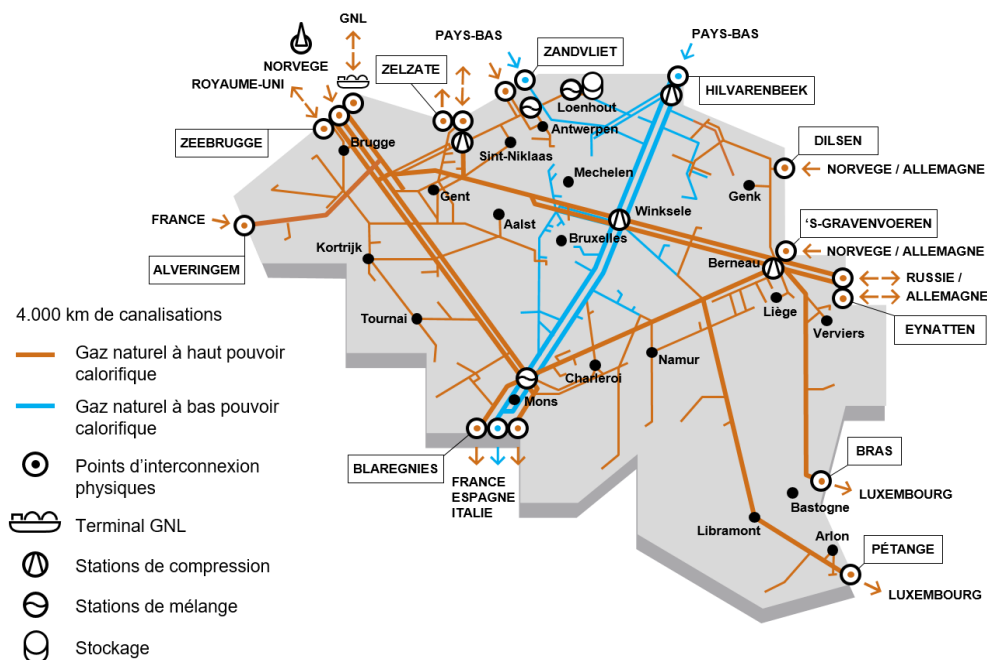 GNL
PAYS-BAS
PAYS-BAS
ZANDVLIET
NORVEGE
ZELZATE
ROYAUME-UNI
HILVARENBEEK
Loenhout
ZEEBRUGGE
Brugge
Antwerpen
DILSEN
Sint-Niklaas
NORVEGE / ALLEMAGNE
Mechelen
Gent
Genk
FRANCE
Aalst
Winksele
'S-GRAVENVOEREN
Kortrijk
Bruxelles
NORVEGE / ALLEMAGNE
ALVERINGEM
Berneau
RUSSIE /
ALLEMAGNE
4.000 km de canalisations
Tournai
Liège
EYNATTEN
Verviers
Gaz naturel à haut pouvoir
calorifique
Namur
Charleroi
Gaz naturel à bas pouvoir
calorifique
Mons
BLAREGNIES
BRAS
Points d'interconnexion
physiques
FRANCE
ESPAGNE
ITALIE
LUXEMBOURG
Bastogne
Terminal GNL
Libramont
Arlon
PÉTANGE
Stations de compression
LUXEMBOURG
Stations de mélange
Stockage